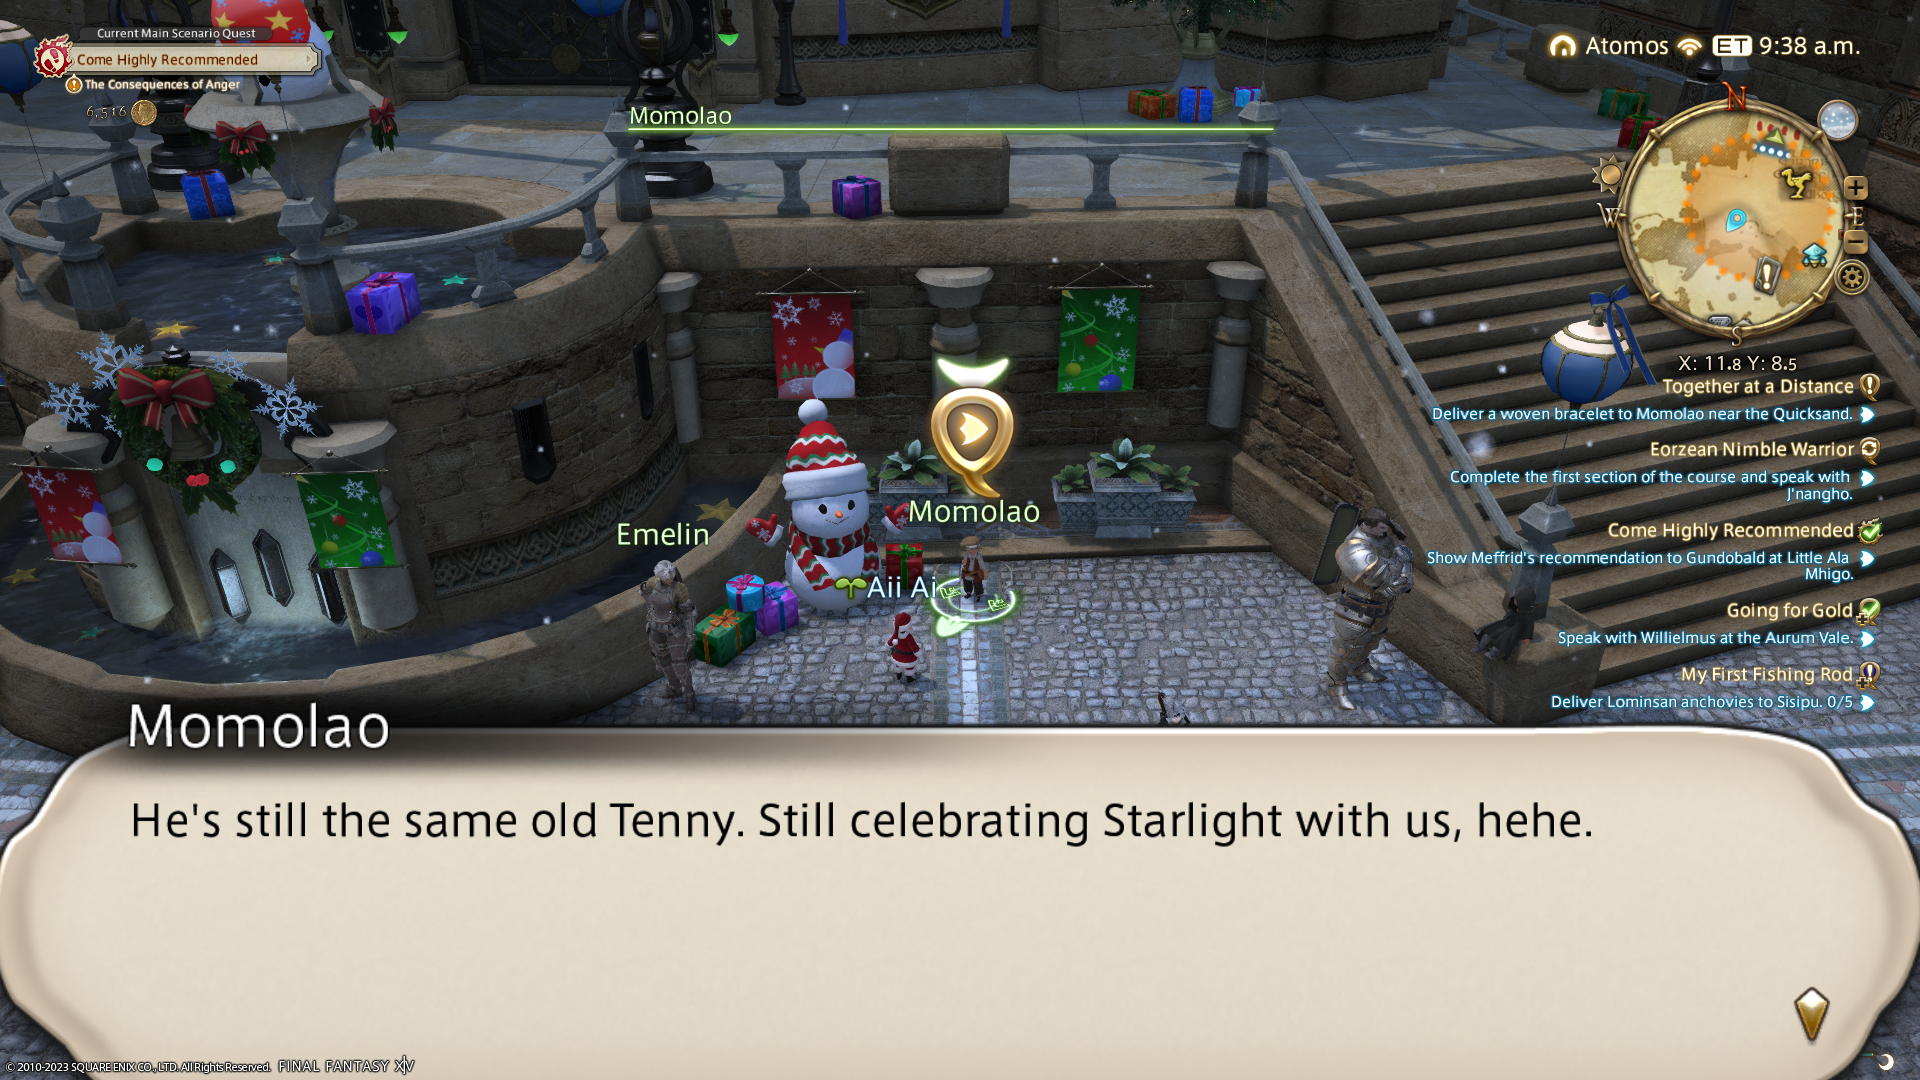 Current Main Scenario Quest
Come Highly Recommended
The Consequences of Anger
6,516
Momolao
Atomos ET 9:38 a.m.
N
W
E
S
X: 11.8 Y: 8.5
Together at a Distance
Deliver a woven bracelet to Momolao near the Quicksand.
Eorzean Nimble Warrior
Complete the first section of the course and speak with
J'nangho.
Come Highly Recommended
Show Meffrid's recommendation to Gundobald at Little Ala
Mhigo.
Going for Gold
Speak with Willielmus at the Aurum Vale.
My First Fishing Rod
Deliver Lominsan anchovies to Sisipu. 0/5
Momolao
Emelin
Aii Ai
Momolao
He's still the same old Tenny. Still celebrating Starlight with us, hehe.
© 2010-2023 SQUARE ENIX CO., LTD. All Rights Reserved. FINAL FANTASY XIV